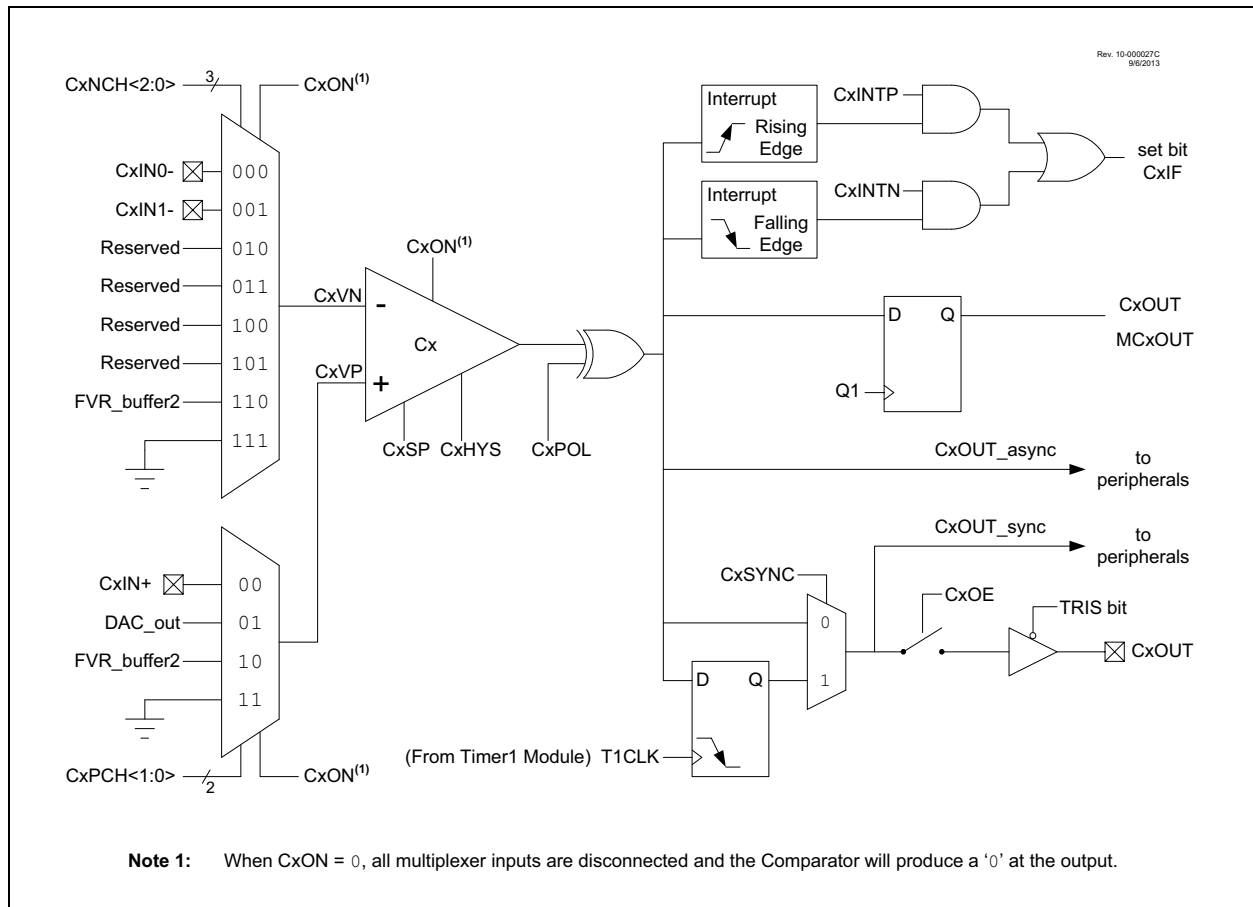 Rev. 10-000027C
9/6/2013
CxNCH<2:0>
3
CxON(1)
CxIN0-
000
CxIN1-
001
Reserved
010
Reserved
011
Reserved
100
Reserved
101
FVR_buffer2
110
111
CxVN
CxVP
CxON(1)
-
Cx
+
CxSP
CxHYS
CxPOL
CxIN+
00
DAC_out
01
FVR_buffer2
10
11
CxPCH<1:0>
2
CxON(1)
Interrupt
Rising
Edge
CxINTP
Interrupt
Falling
Edge
CxINTN
set bit
CxIF
D
Q
Q1
CxOUT
MCxOUT
CxOUT_async
to
peripherals
CxOUT_sync
to
peripherals
CxSYNC
0
1
CxOE
TRIS bit
CxOUT
D
Q
(From Timer1 Module) T1CLK
Note 1: When CxON = 0, all multiplexer inputs are disconnected and the Comparator will produce a ‘0’ at the output.